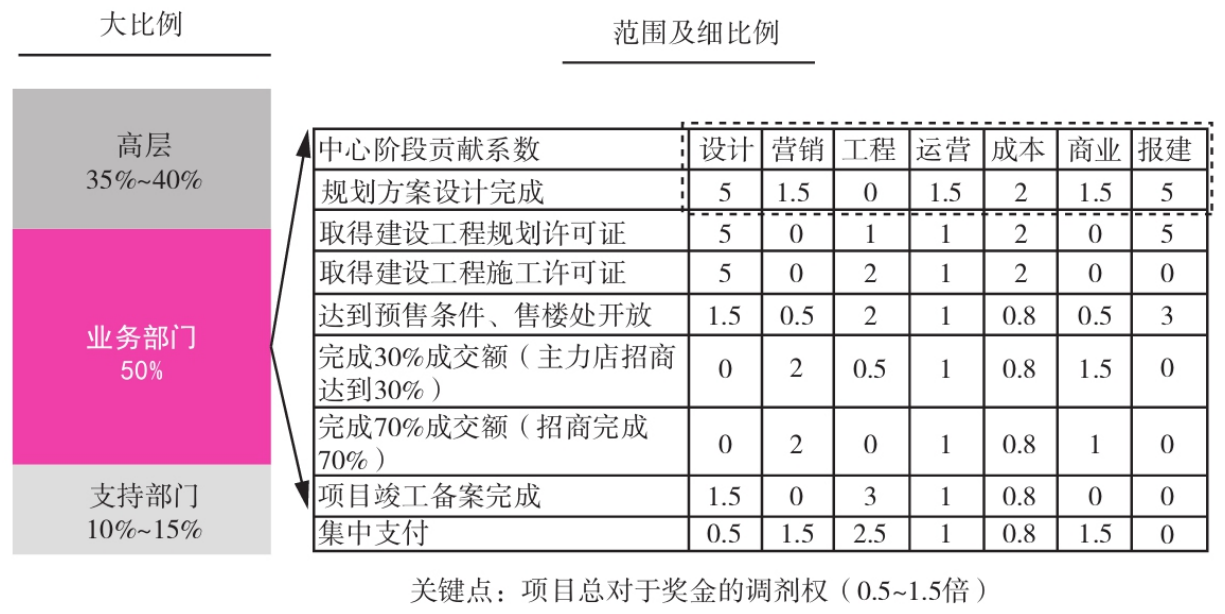 大比例
范围及细比例
高层
35%~40%
业务部门
50%
支持部门
10%~15%
中心阶段贡献系数 设计 营销 工程 运营 成本 商业 报建
规划方案设计完成 5 1.5 0 1.5 2 1.5 5
取得建设工程规划许可证 5 0 1 1 2 0 5
取得建设工程施工许可证 5 0 2 1 2 0 0
达到预售条件、售楼处开放 1.5 0.5 2 1 0.8 0.5 3
完成30%成交额（主力店招商
达到30%） 0 2 0.5 1 0.8 1.5 0
完成70%成交额（招商完成
70%） 0 2 0 1 0.8 1 0
项目竣工备案完成 1.5 0 3 1 0.8 0 0
集中支付 0.5 1.5 2.5 1 0.8 1.5 0
关键点：项目总对于奖金的调剂权（0.5~1.5倍）